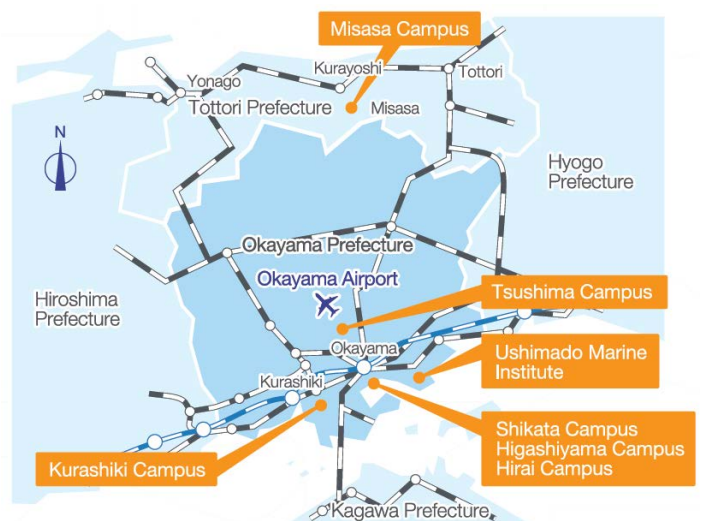 Misasa Campus
Kurayoshi
Tottori
Yonago
Tottori Prefecture
Misasa
N
Hyogo
Prefecture
Okayama Prefecture
Okayama Airport
Tsushima Campus
Hiroshima
Prefecture
Okayama
Ushimado Marine
Institute
Kurashiki
Shikata Campus
Higashiyama Campus
Hirai Campus
Kurashiki Campus
Kagawa Prefecture